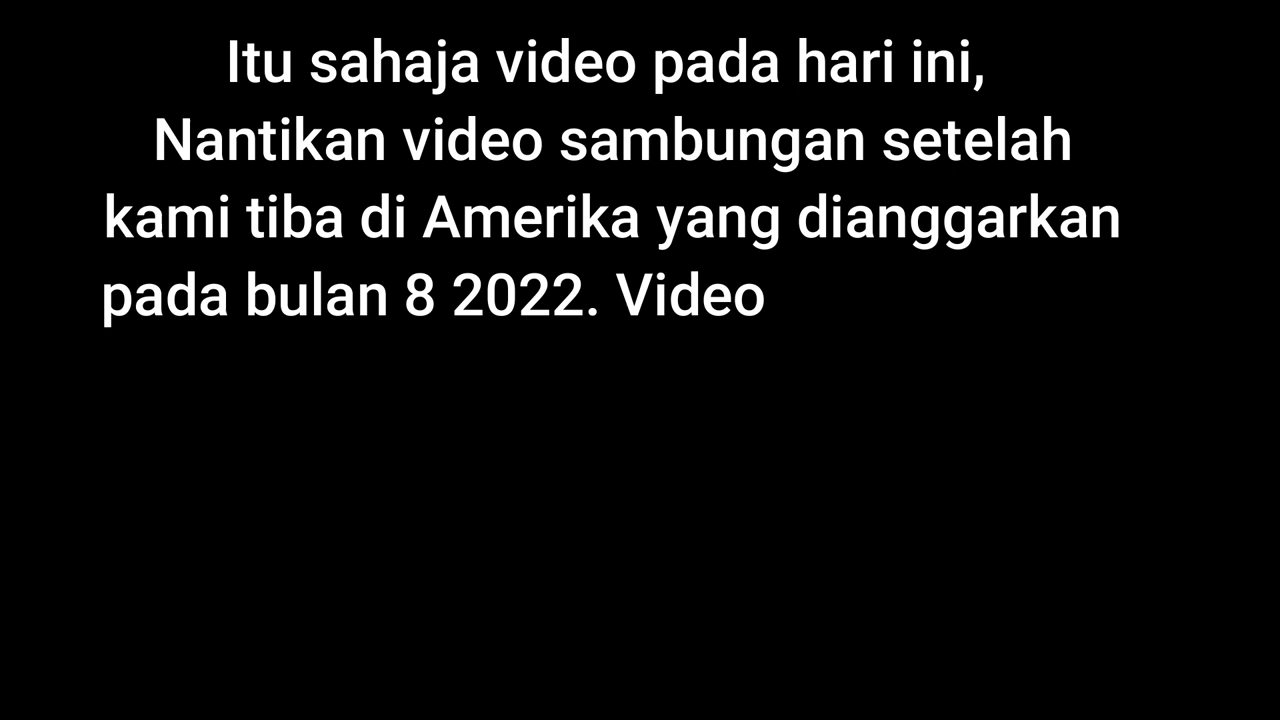 Itu sahaja video pada hari ini,
Nantikan video sambungan setelah
kami tiba di Amerika yang dianggarkan
pada bulan 8 2022. Video